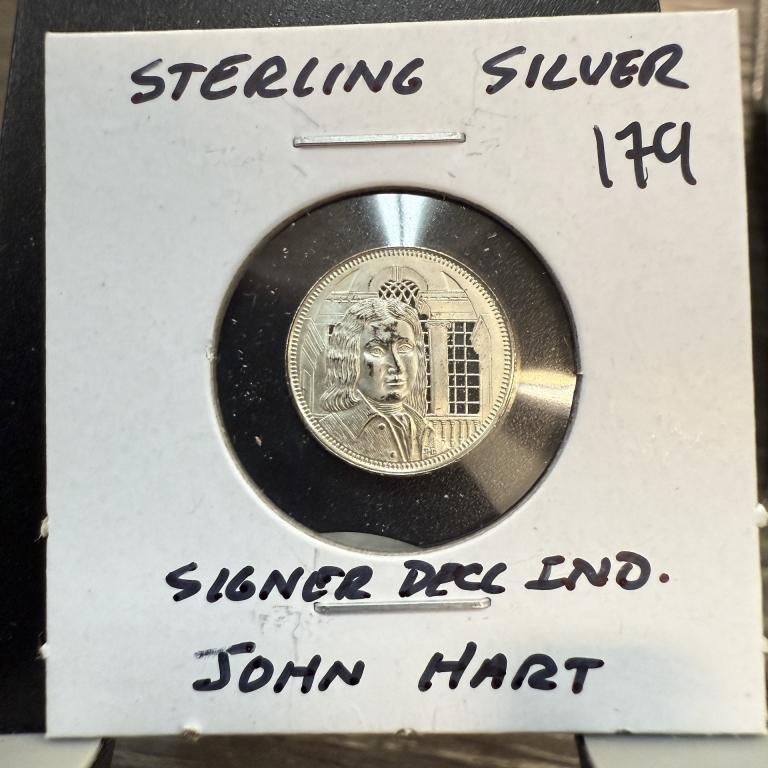 STERLING SILVER
179
SIGNER DECL IND.
JOHN HART